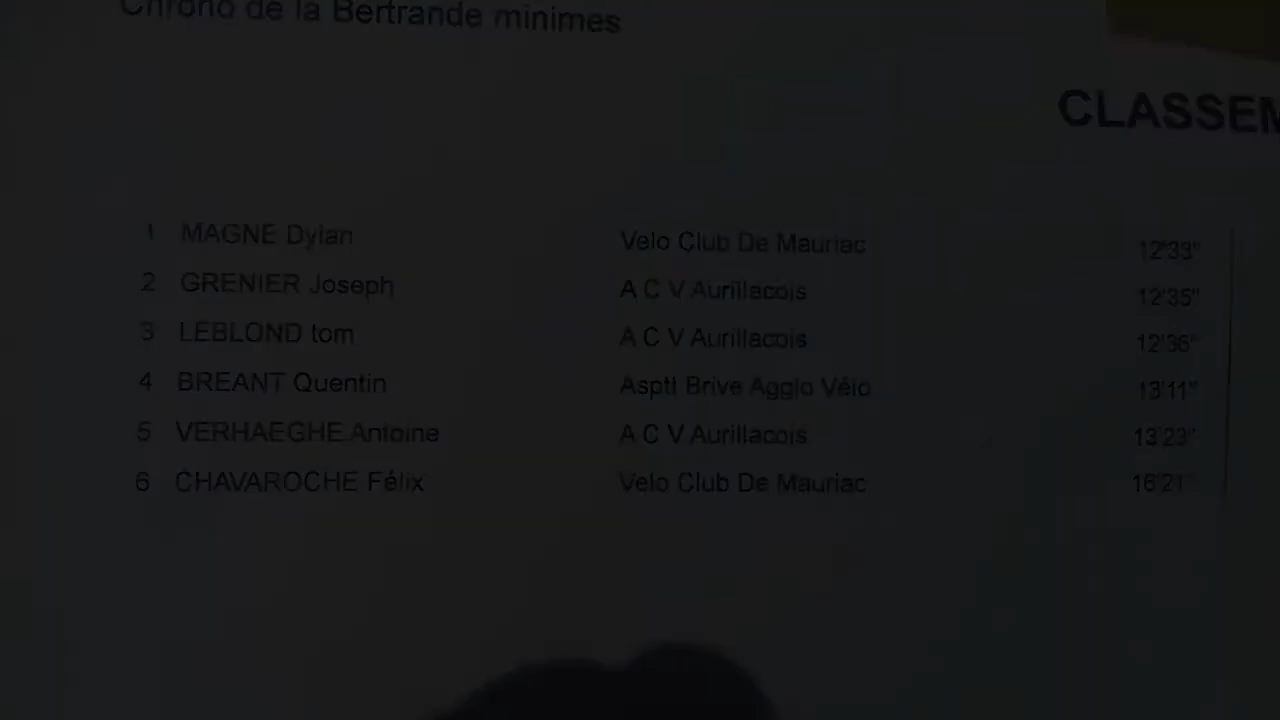 Chrono de la Bertrande minimes
CLASSEM
1 MAGNE Dylan Velo Club De Mauriac 12'33"
2 GRENIER Joseph A C V Aurillacois 12'35"
3 LEBLOND tom A C V Aurillacois 12'36"
4 BREANT Quentin Asptt Brive Agglo Vélo 13'11"
5 VERHAEGHE Antoine A C V Aurillacois 13'23"
6 CHAVAROCHE Félix Velo Club De Mauriac 16'21"